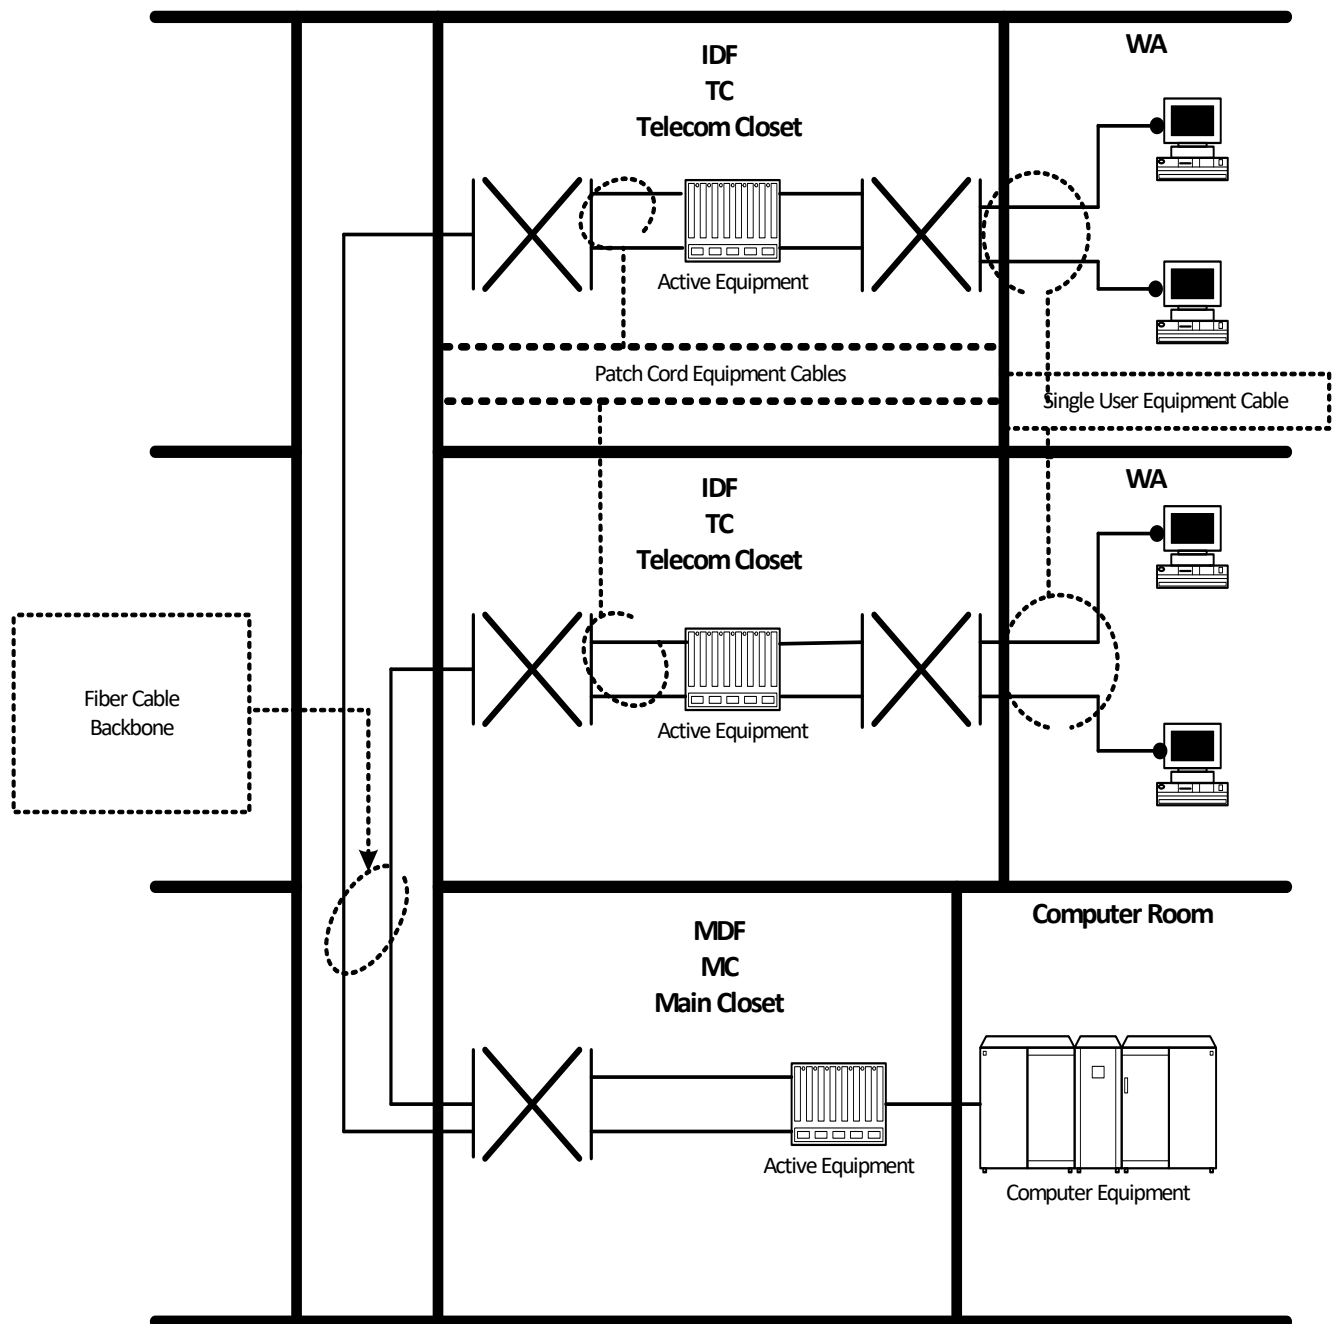 IDF
TC
Telecom Closet
WA
Active Equipment
Patch Cord Equipment Cables
Single User Equipment Cable
IDF
TC
Telecom Closet
WA
Active Equipment
Fiber Cable
Backbone
MDF
MC
Main Closet
Computer Room
Active Equipment
Computer Equipment